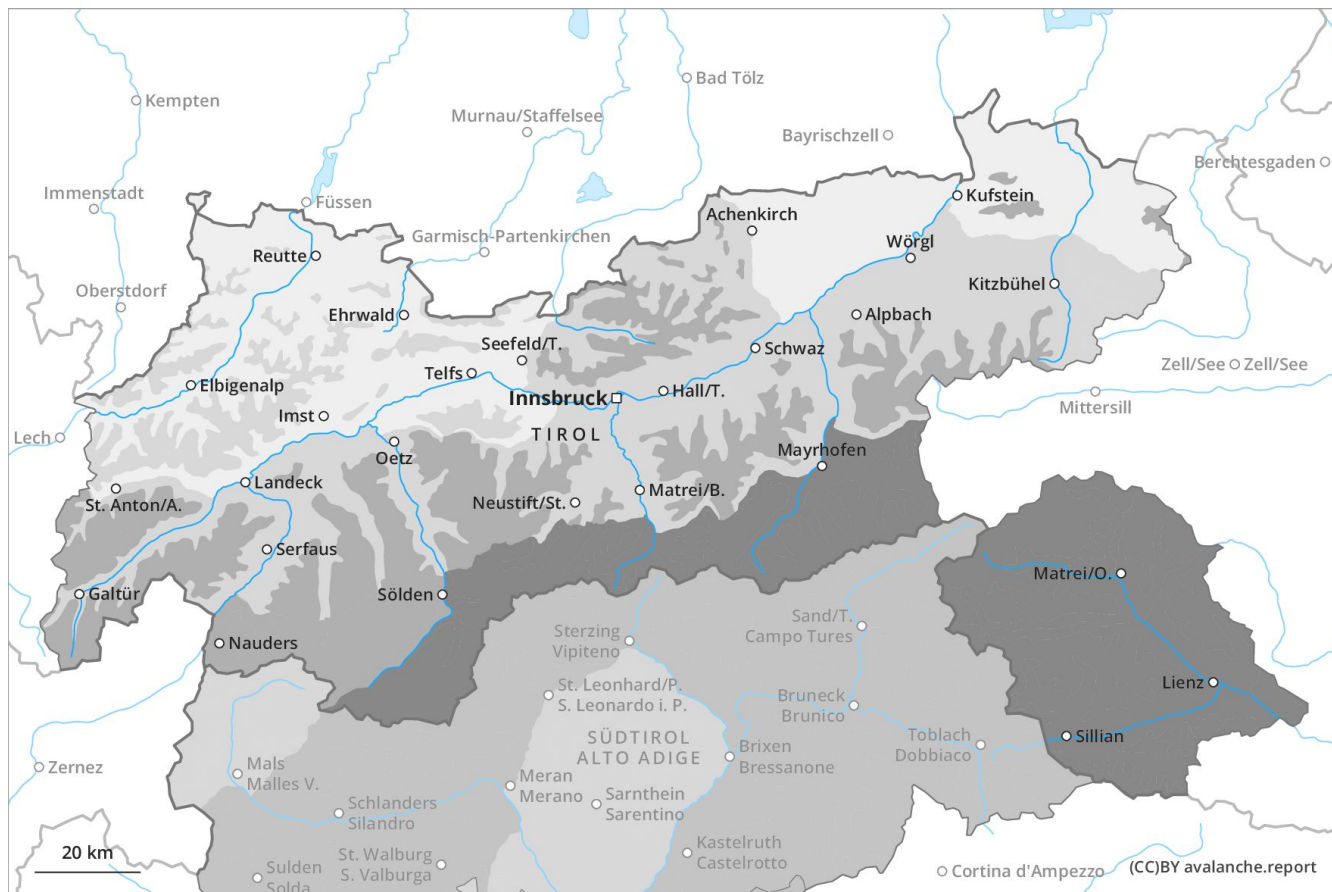 Bad Tölz
Kempten
Murnau/Staffelsee
Bayrischzell
Berchtesgaden
Immenstadt
Füssen
Kufstein
Achenkirch
Garmisch-Partenkirchen
Wörgl
Reutte
Kitzbühel
Oberstdorf
Ehrwald
Alpbach
Seefeld/T.
Schwaz
Zell/See
Zell/See
Telfs
Elbigenalp
Hall/T.
Innsbruck
Mittersill
Imst
TIROL
Lech
Oetz
Mayrhofen
Landeck
Matrei/B.
St. Anton/A.
Neustift/St.
Serfaus
Matrei/O.
Galtür
Sölden
Sand/T.
Campo Tures
Sterzing
Vipiteno
Nauders
Lienz
St. Leonhard/P.
S. Leonardo i. P.
Bruneck
Brunico
SÜDTIROL
ALTO ADIGE
Toblach
Dobbiaco
Sillian
Brixen
Bressanone
Zernez
Mals
Malles V.
Meran
Merano
Sarnthein
Sarentino
Schlanders
Silandro
Kastelruth
Castelrotto
20 km
St. Walburg
S. Valburga
Sulden
Solda
Cortina d'Ampezzo
(CC)BY avalanche.report